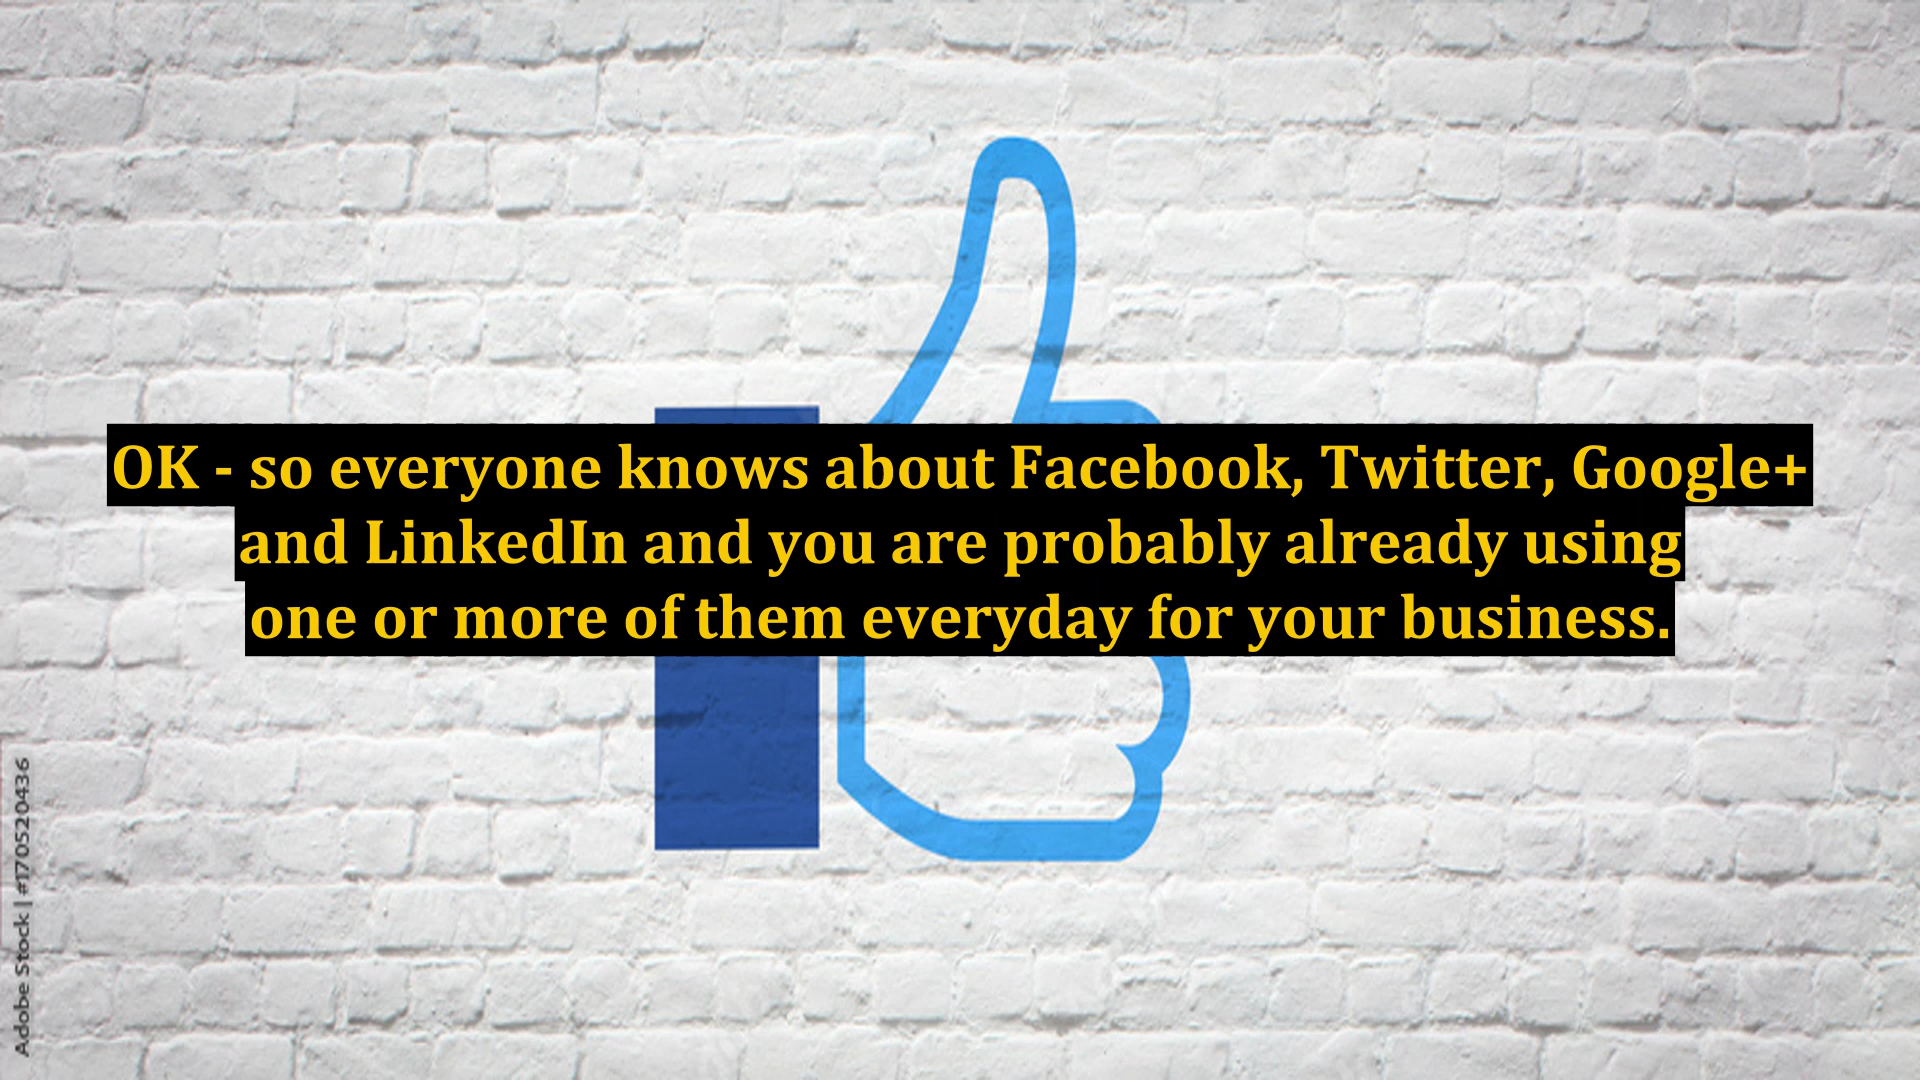 OK - so everyone knows about Facebook, Twitter, Google+
and LinkedIn and you are probably already using
one or more of them everyday for your business.
Adobe Stock | #170520436